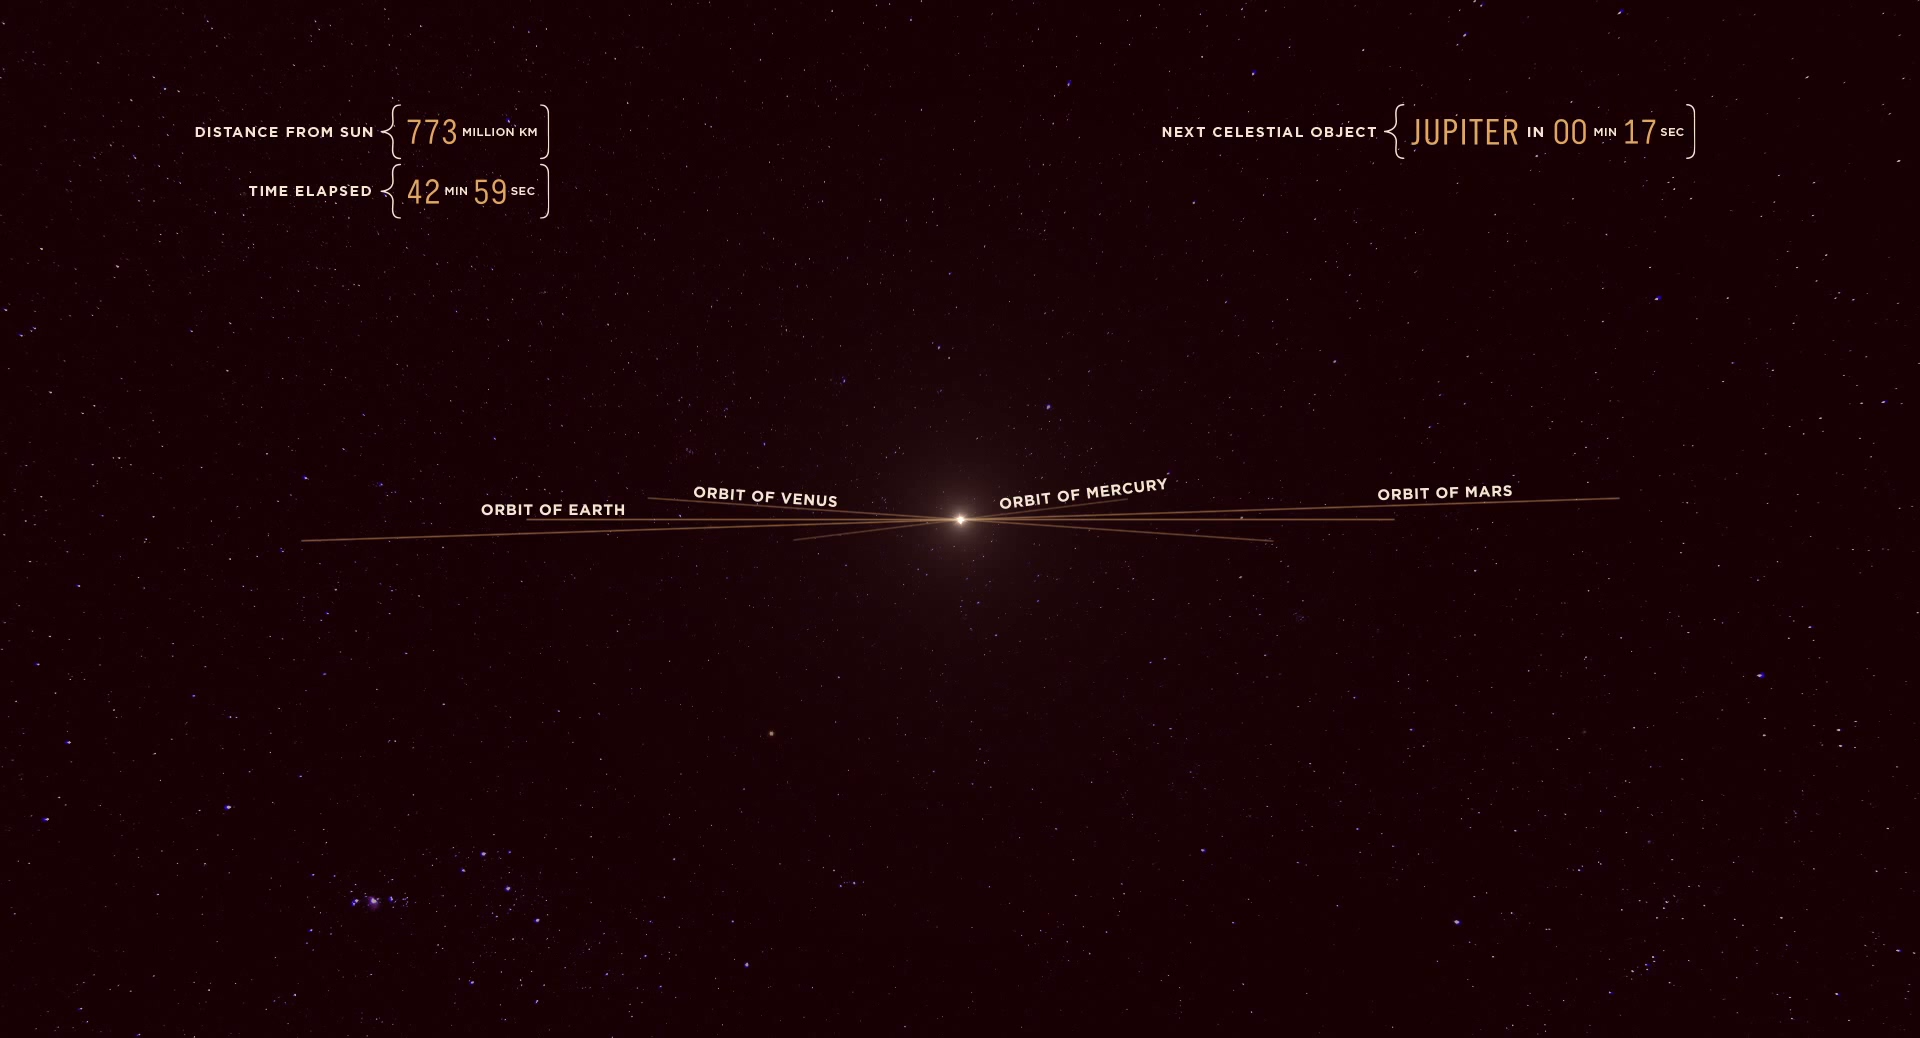 DISTANCE FROM SUN 773 MILLION KM
TIME ELAPSED 42 MIN 59 SEC
NEXT CELESTIAL OBJECT JUPITER IN 00 MIN 17 SEC
ORBIT OF EARTH
ORBIT OF VENUS
ORBIT OF MERCURY
ORBIT OF MARS